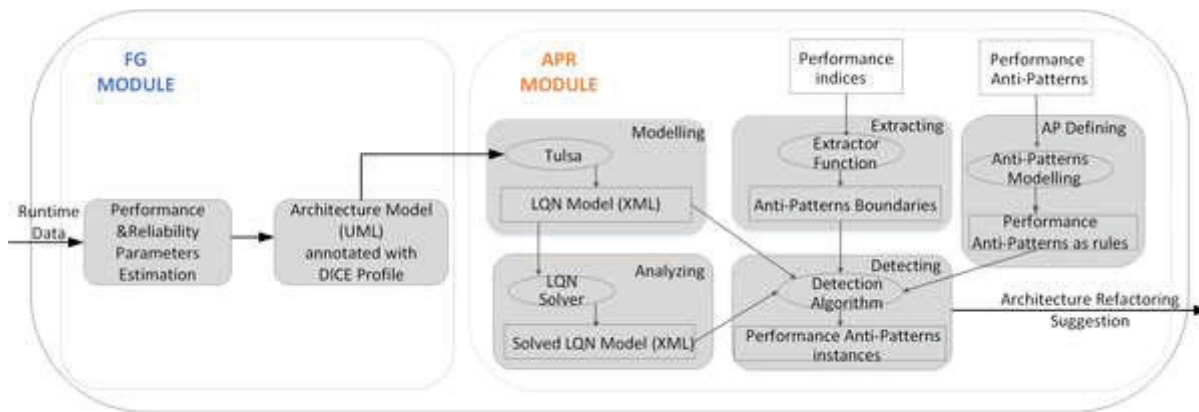 FG
MODULE
APR
MODULE
Performance
indices
Performance
Anti-Patterns
Modelling
Tulsa
LQN Model (XML)
Extracting
Extractor
Function
Anti-Patterns Boundaries
AP Defining
Anti-Patterns
Modelling
Performance
Anti-Patterns as rules
Runtime
Data
Performance
&Reliability
Parameters
Estimation
Architecture Model
(UML)
annotated with
DICE Profile
Analyzing
LQN
Solver
Solved LQN Model (XML)
Detecting
Detection
Algorithm
Performance Anti-Patterns
instances
Architecture Refactoring
Suggestion